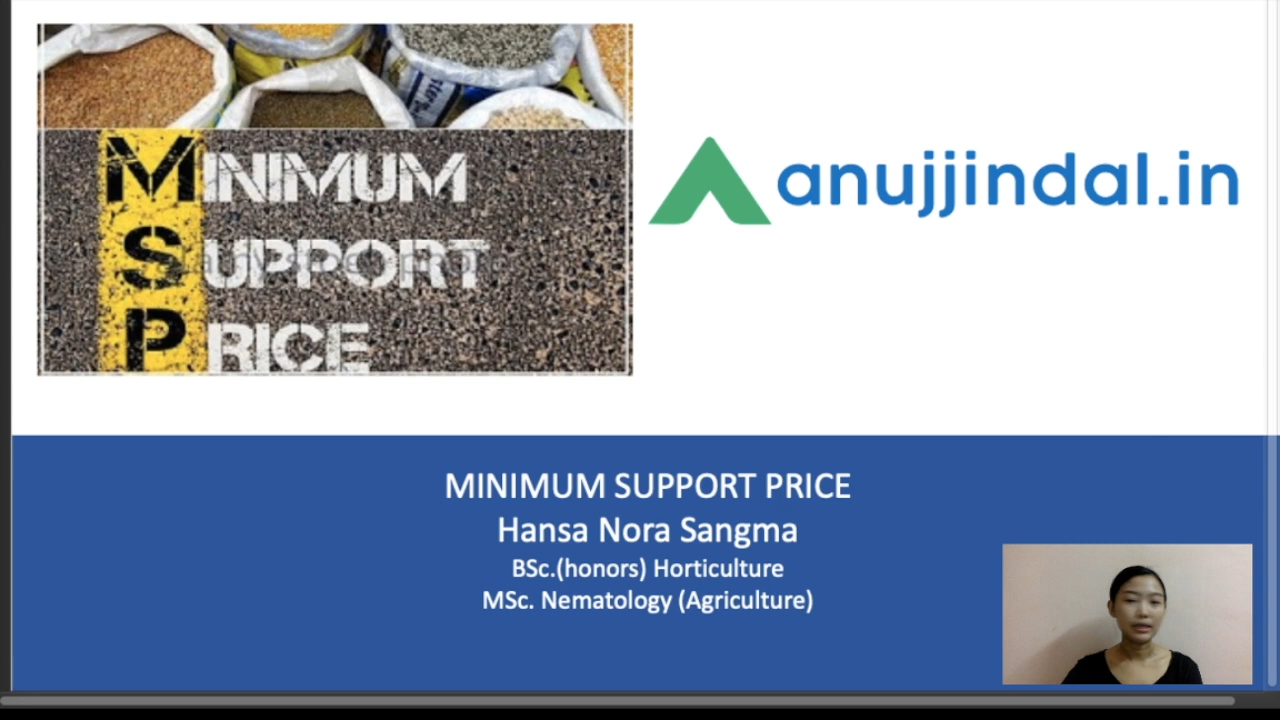 MINIMUM
SUPPORT
PRICE
anujjindal.in
MINIMUM SUPPORT PRICE
Hansa Nora Sangma
BSc.(honors) Horticulture
MSc. Nematology (Agriculture)